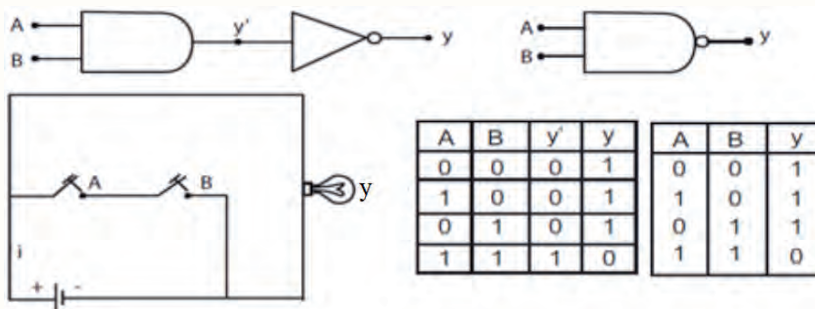 A
B
y'
y
A
B
y
A B
y
i
+ -
A B y' y
0 0 0 1
1 0 0 1
0 1 0 1
1 1 1 0
A B y
0 0 1
1 0 1
0 1 1
1 1 0